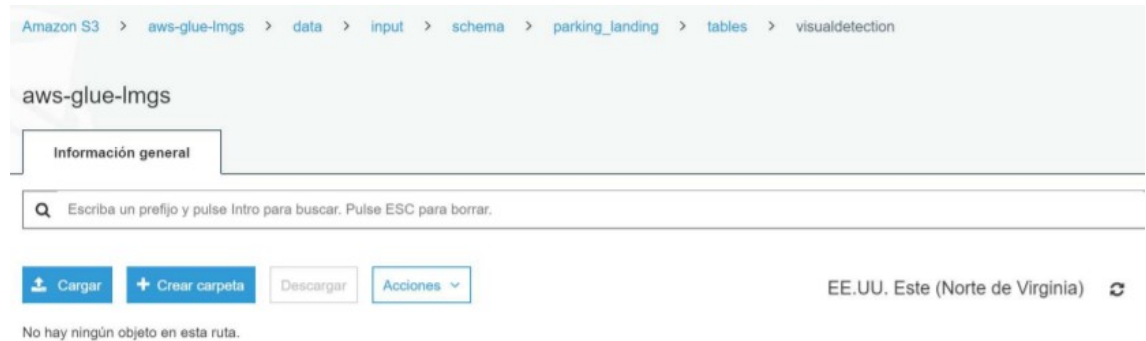 Amazon S3 > aws-glue-lmgs > data > input > schema > parking_landing > tables > visualdetection
aws-glue-lmgs
Información general
Escriba un prefijo y pulse Intro para buscar. Pulse ESC para borrar.
Cargar + Crear carpeta Descargar Acciones EE.UU. Este (Norte de Virginia)
No hay ningún objeto en esta ruta.